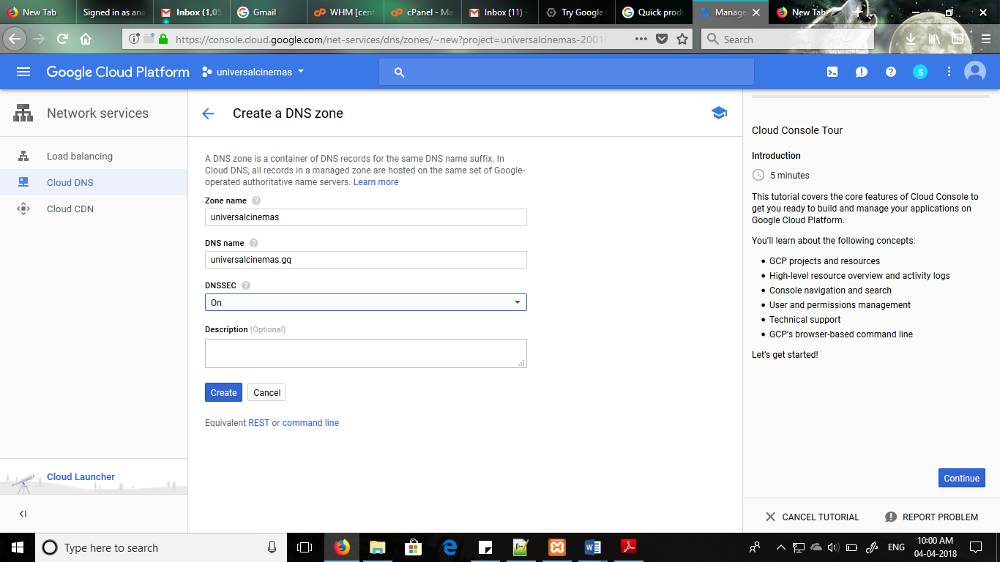 New Tab
Signed in as ana
Inbox (1,05
Gmail
WHM [cent
cPanel - Ma
Inbox (11) -
Try Google C
Quick prod
Manage
New Tab
https://console.cloud.google.com/net-services/dns/zones/~new?project=universalcinemas-20010
Search
Google Cloud Platform
universalcinemas
5
Network services
Create a DNS zone
Load balancing
Cloud DNS
Cloud CDN
A DNS zone is a container of DNS records for the same DNS name suffix. In
Cloud DNS, all records in a managed zone are hosted on the same set of Google-
operated authoritative name servers. Learn more
Zone name
universalcinemas
DNS name
universalcinemas.gq
DNSSEC
On
Description (Optional)
Create
Cancel
Equivalent REST or command line
Cloud Launcher
Cloud Console Tour
Introduction
5 minutes
This tutorial covers the core features of Cloud Console to
get you ready to build and manage your applications on
Google Cloud Platform.
You'll learn about the following concepts:
GCP projects and resources
High-level resource overview and activity logs
Console navigation and search
User and permissions management
Technical support
GCP's browser-based command line
Let's get started!
Continue
CANCEL TUTORIAL
REPORT PROBLEM
Type here to search
ENG
10:00 AM
04-04-2018